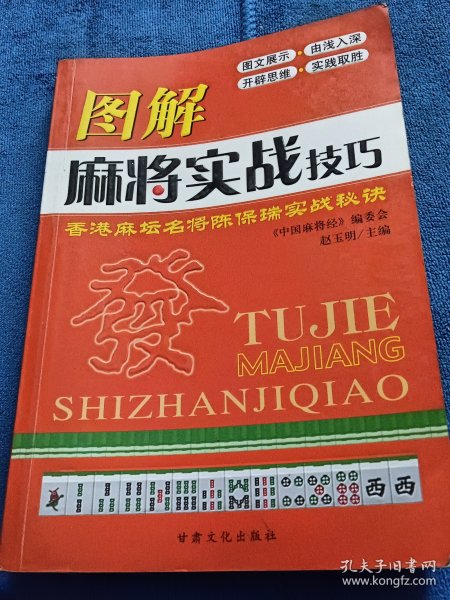 图文展示·由浅入深
开辟思维·实践取胜
图解
麻将实战技巧
香港麻坛名将陈保瑞实战秘诀
《中国麻将经》编委会
赵玉明/主编
發
TUJIE
MAJIANG
SHIZHANJIQIAO
西西
甘肃文化出版社
孔夫子旧书网
www.kongfz.com